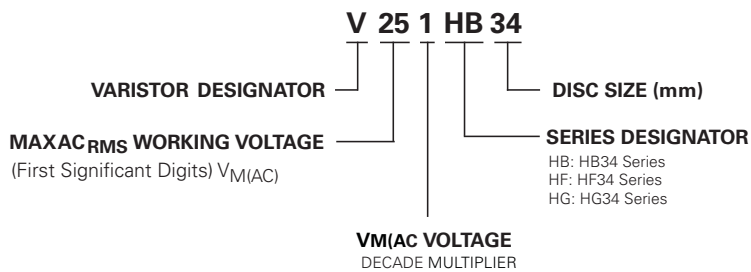 V 25 1 HB 34
VARISTOR DESIGNATOR
DISC SIZE (mm)
MAXAC RMS WORKING VOLTAGE
(First Significant Digits) VM(AC)
SERIES DESIGNATOR
HB: HB34 Series
HF: HF34 Series
HG: HG34 Series
VM(AC VOLTAGE
DECADE MULTIPLIER